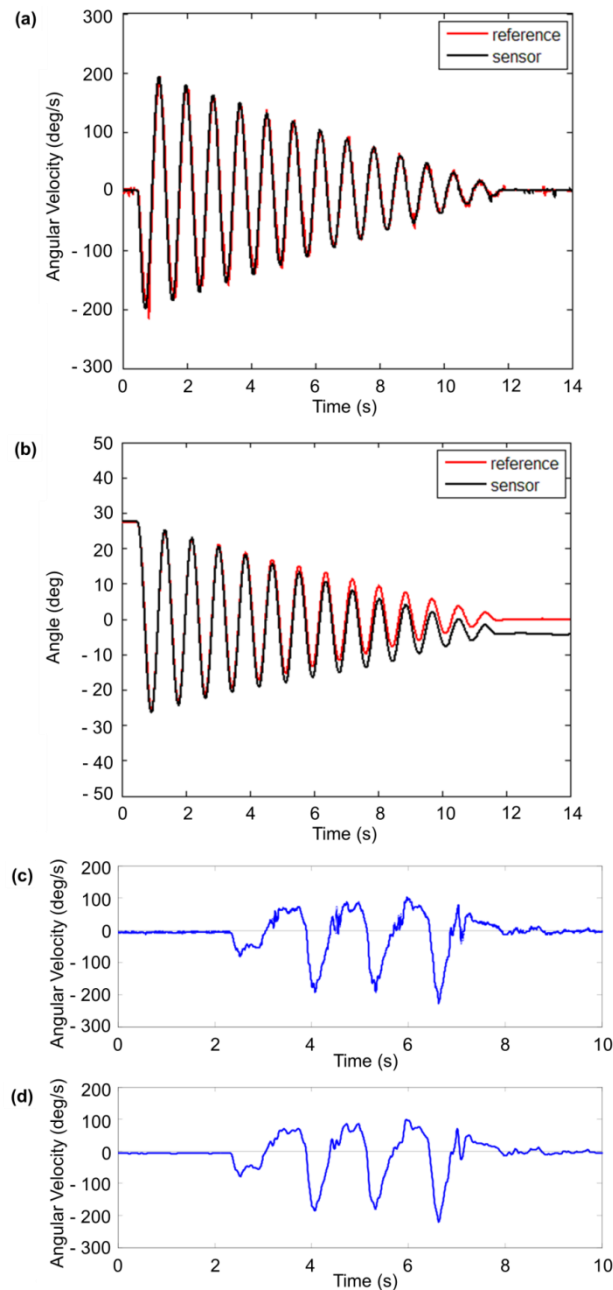 (a)
300
200
100
0
- 100
- 200
- 300
Angular Velocity (deg/s)
reference
sensor
0 2 4 6 8 10 12 14
Time (s)
(b)
50
40
30
20
10
0
- 10
- 20
- 30
- 40
- 50
Angle (deg)
reference
sensor
0 2 4 6 8 10 12 14
Time (s)
(c)
200
100
0
- 100
- 200
- 300
Angular Velocity (deg/s)
0 2 4 6 8 10
Time (s)
(d)
200
100
0
- 100
- 200
- 300
Angular Velocity (deg/s)
0 2 4 6 8 10
Time (s)